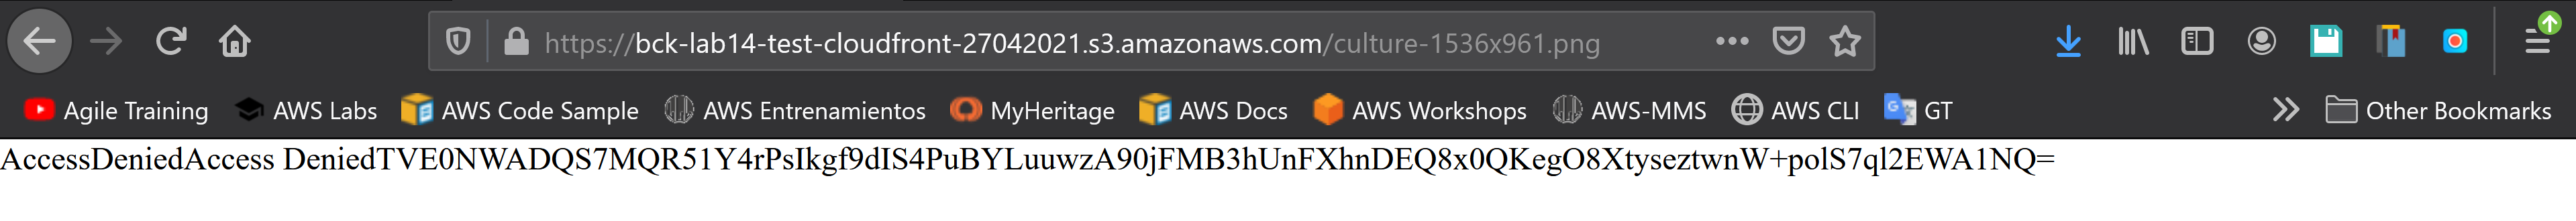 https://bck-lab14-test-cloudfront-27042021.s3.amazonaws.com/culture-1536x961.png
Agile Training AWS Labs AWS Code Sample AWS Entrenamientos MyHeritage AWS Docs AWS Workshops AWS-MMS AWS CLI GT Other Bookmarks
AccessDeniedAccess DeniedTVE0NWADQS7MQR51Y4rPsIkgf9dIS4PuBYLuuwzA90jFMB3hUnFXhnDEQ8x0QKegO8XtyseztwnW+polS7ql2EWA1NQ=